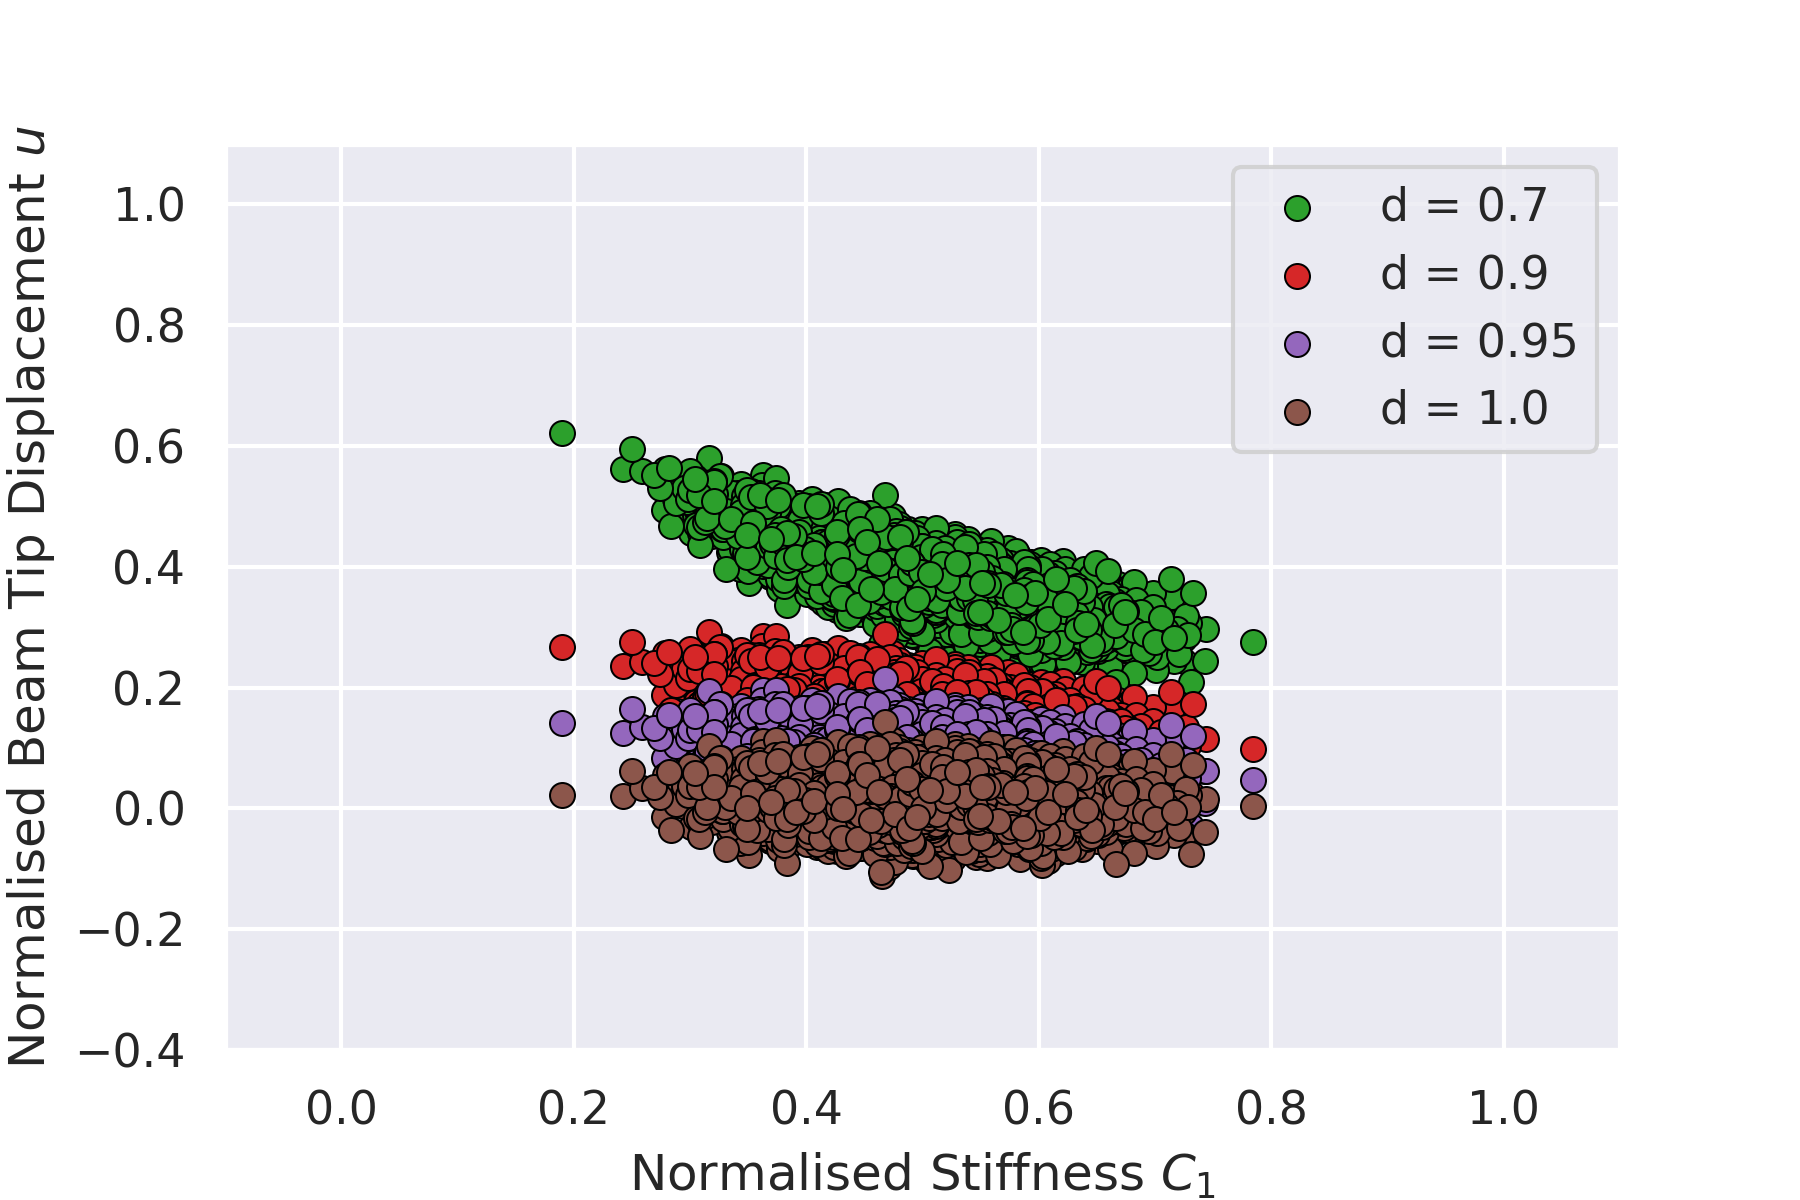 Normalised Beam Tip Displacement u
1.0
0.8
0.6
0.4
0.2
0.0
−0.2
−0.4
d = 0.7
d = 0.9
d = 0.95
d = 1.0
0.0 0.2 0.4 0.6 0.8 1.0
Normalised Stiffness C₁